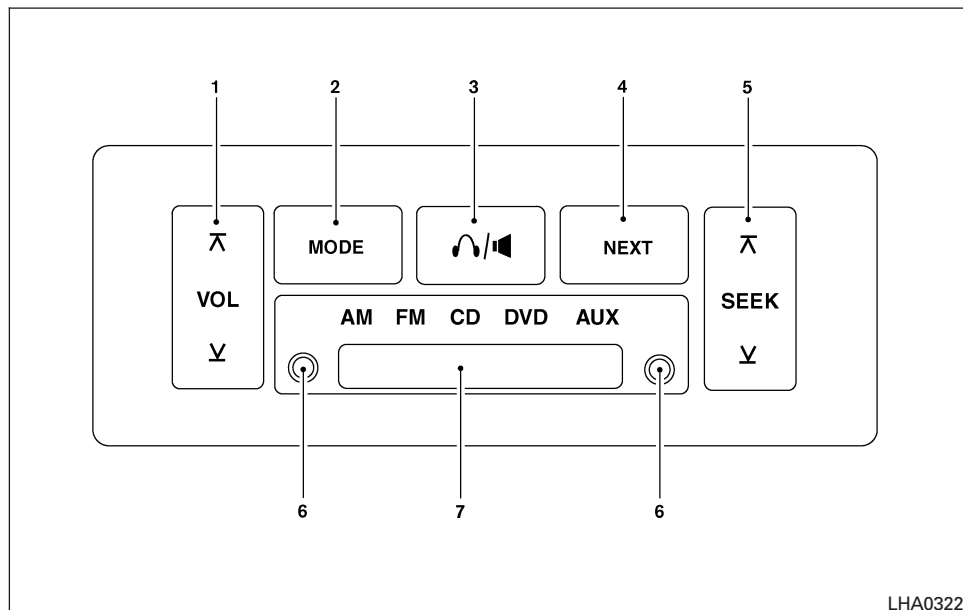 1 2 3 4 5
MODE
/
NEXT
VOL
SEEK
AM FM CD DVD AUX
6 7 6
LHA0322